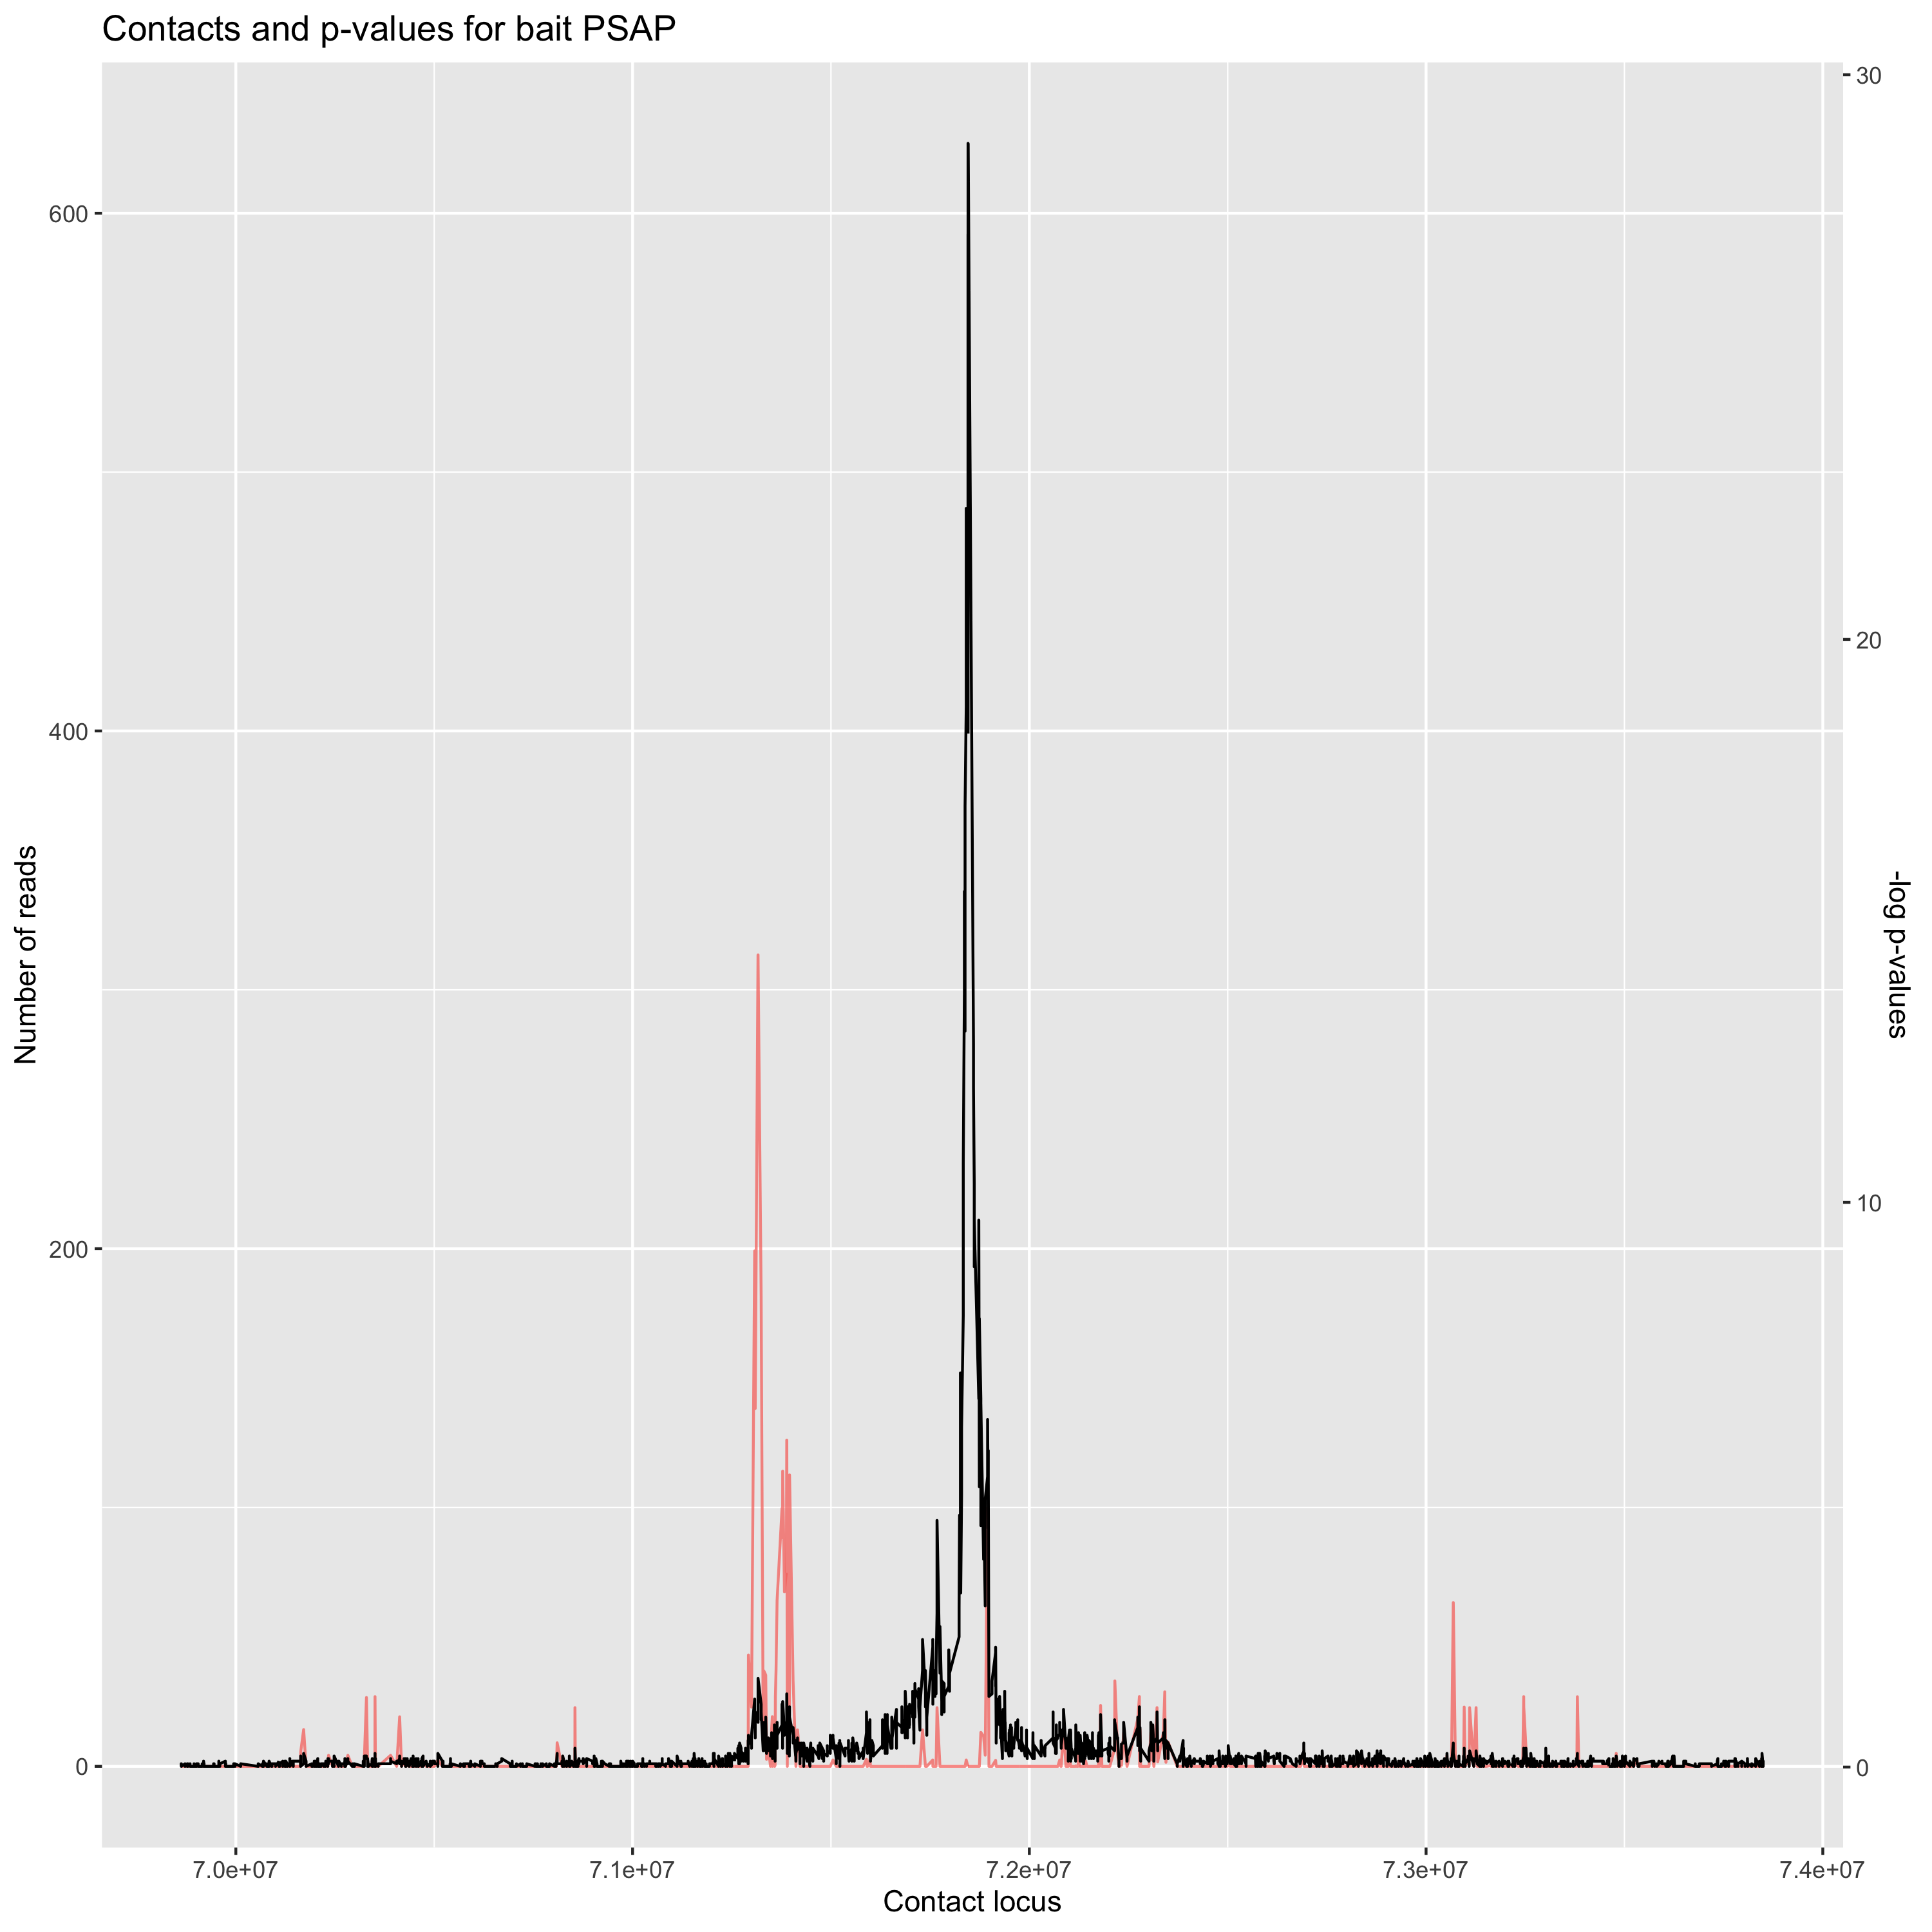 Contacts and p-values for bait PSAP
30
600
20
400
Number of reads
-log p-values
10
200
0
0
7.0e+07
7.1e+07
7.2e+07
7.3e+07
7.4e+07
Contact locus